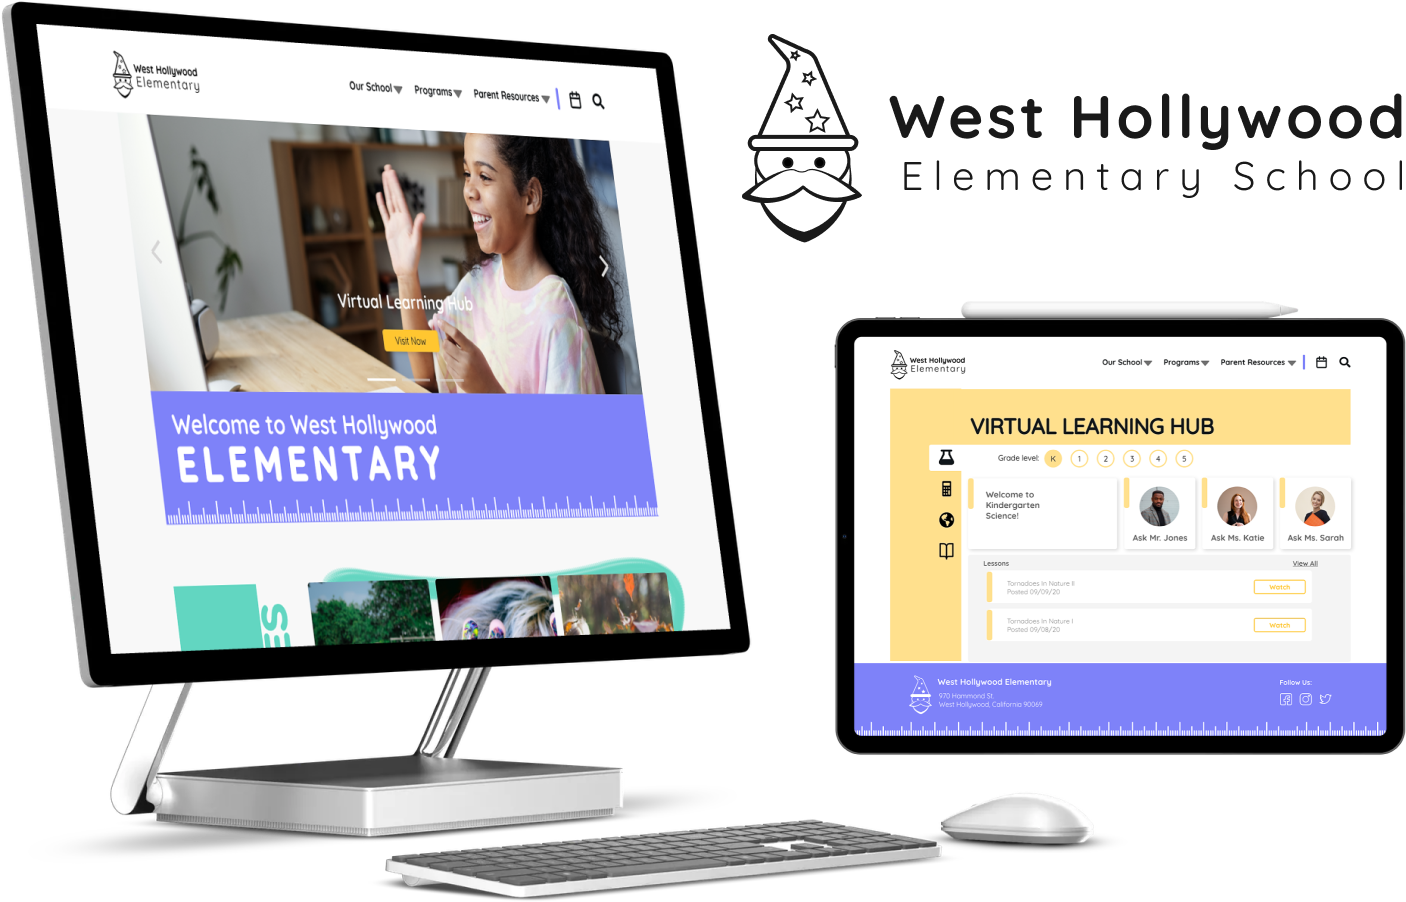 West Hollywood
Elementary
Our School
Programs
Parent Resources
Virtual Learning Hub
Visit Now
Welcome to West Hollywood
ELEMENTARY
SE
West Hollywood
Elementary School
West Hollywood
Elementary
Our School
Programs
Parent Resources
VIRTUAL LEARNING HUB
Grade level: K 1 2 3 4 5
Welcome to
Kindergarten
Science!
Ask Mr. Jones
Ask Ms. Katie
Ask Ms. Sarah
Lessons
View All
Tornadoes In Nature II
Posted 09/09/20
Watch
Tornadoes In Nature I
Posted 09/08/20
Watch
West Hollywood Elementary
970 Hammond St.
West Hollywood, California 90069
Follow Us: